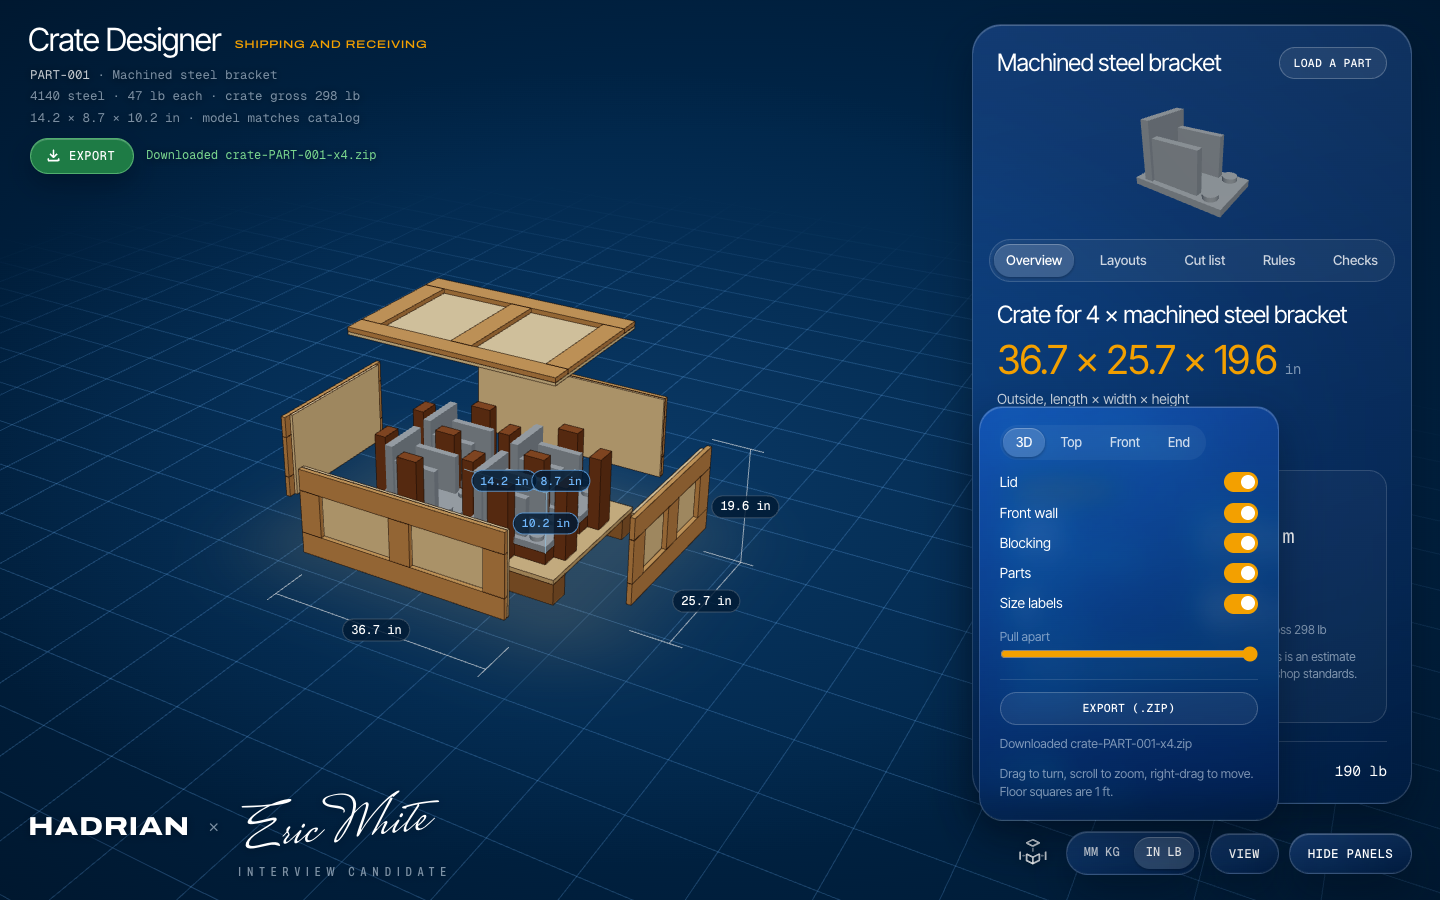 Crate Designer SHIPPING AND RECEIVING
PART-001 · Machined steel bracket
4140 steel · 47 lb each · crate gross 298 lb
14.2 × 8.7 × 10.2 in · model matches catalog
EXPORT Downloaded crate-PART-001-x4.zip
14.2 in 8.7 in
10.2 in
19.6 in
25.7 in
36.7 in
HADRIAN × Eric White
INTERVIEW CANDIDATE
Machined steel bracket LOAD A PART
Overview Layouts Cut list Rules Checks
Crate for 4 × machined steel bracket
36.7 × 25.7 × 19.6 in
Outside, length × width × height
3D Top Front End
Lid
Front wall
Blocking
Parts
Size labels
Pull apart
EXPORT (.ZIP)
Downloaded crate-PART-001-x4.zip
Drag to turn, scroll to zoom, right-drag to move.
Floor squares are 1 ft.
m
ss 298 lb
s is an estimate
shop standards.
190 lb
MM KG IN LB VIEW HIDE PANELS